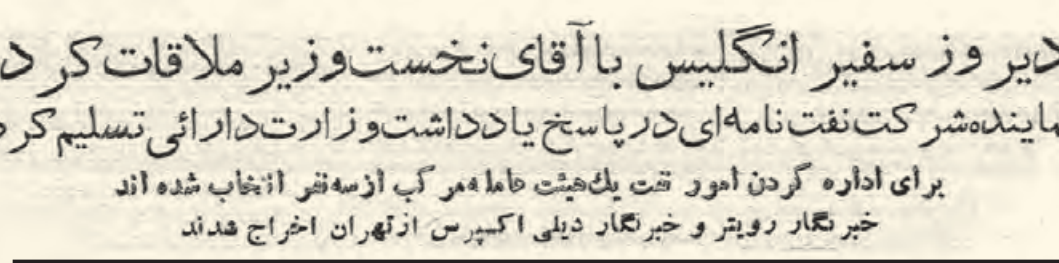 دیروز سفیر انگلیس با آقای نخست‌وزیر ملاقات کرد
ماینده شرکت نفت نامه‌ای در پاسخ یادداشت وزارت دارائی تسلیم کرد
برای اداره کردن امور نفت یك هیئت عامله مرکب از سه نفر انتخاب شده اند
خبرنگار رویتر و خبرنگار دیلی اکسپرس از تهران اخراج شدند